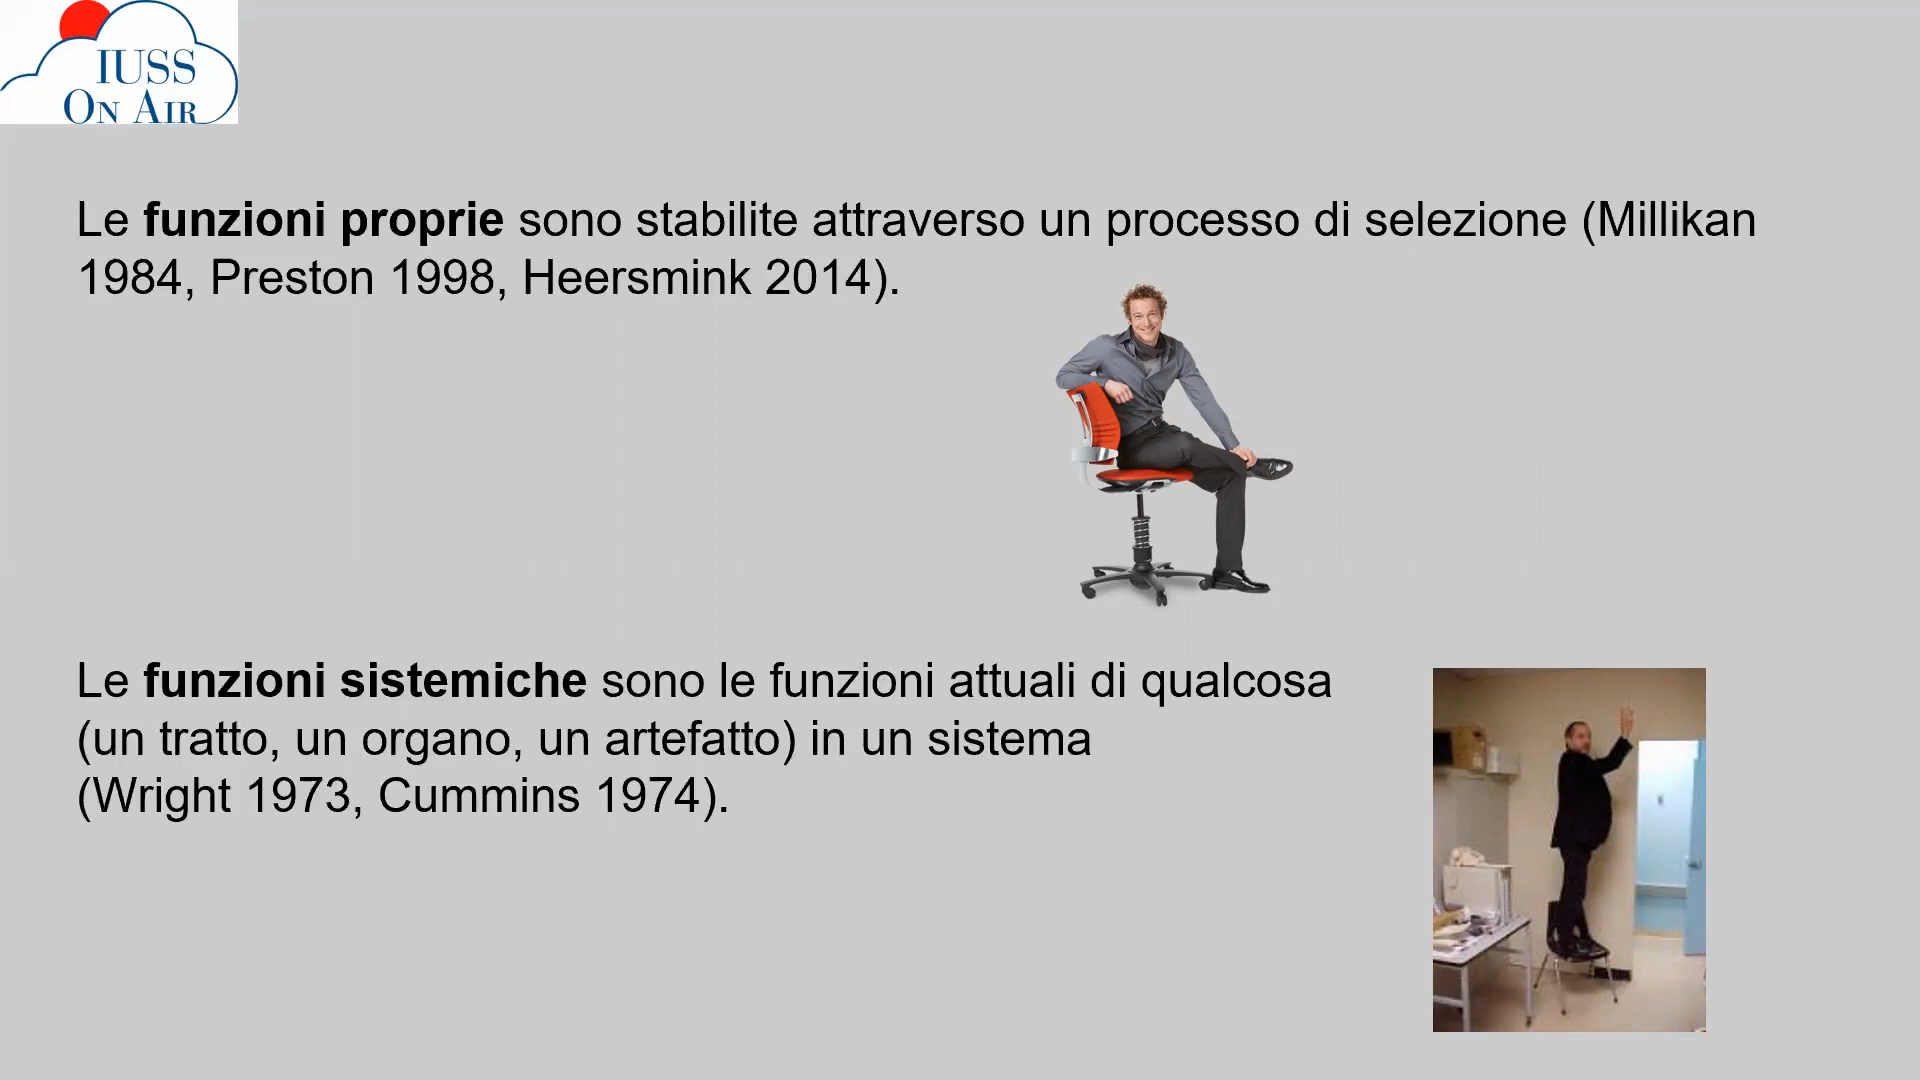 IUSS
ON AIR
Le funzioni proprie sono stabilite attraverso un processo di selezione (Millikan
1984, Preston 1998, Heersmink 2014).
Le funzioni sistemiche sono le funzioni attuali di qualcosa
(un tratto, un organo, un artefatto) in un sistema
(Wright 1973, Cummins 1974).